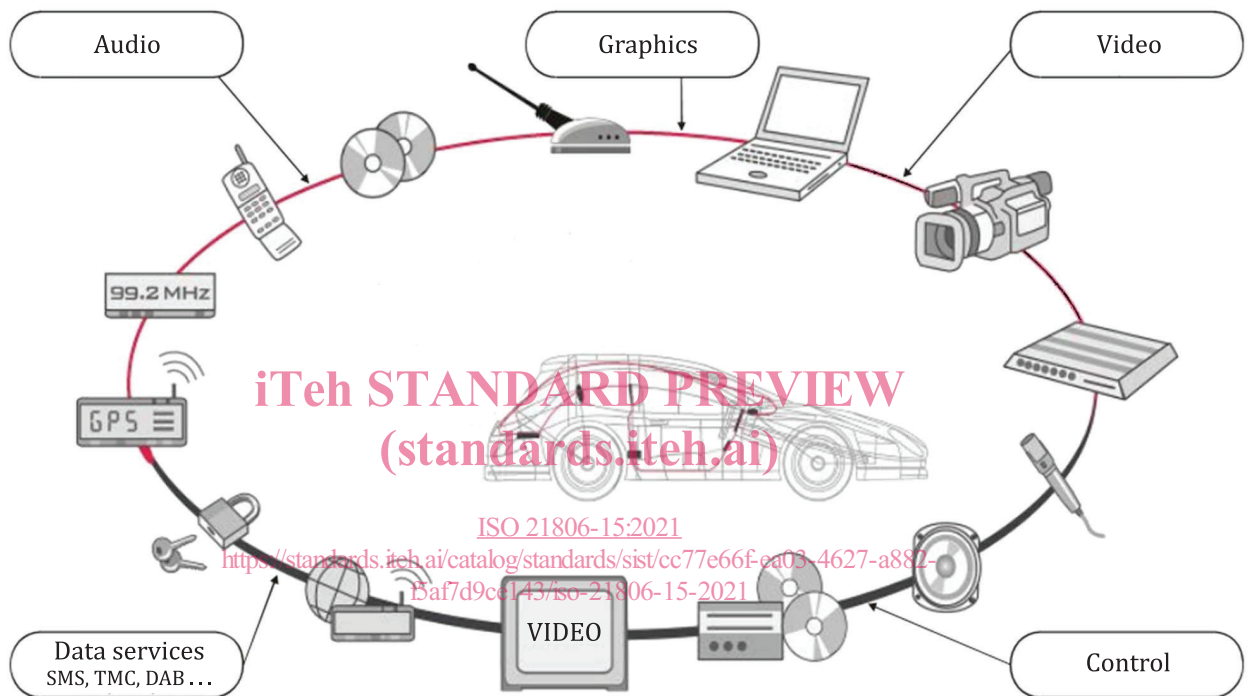 Audio
Graphics
Video
99.2 MHz
GPS
iTeh STANDARD PREVIEW
(standards.iteh.ai)
ISO 21806-15:2021
https://standards.iteh.ai/catalog/standards/sist/cc77e66f-ea03-4627-a882-
f5af7d9ce143/iso-21806-15-2021
VIDEO
Data services
SMS, TMC, DAB...
Control